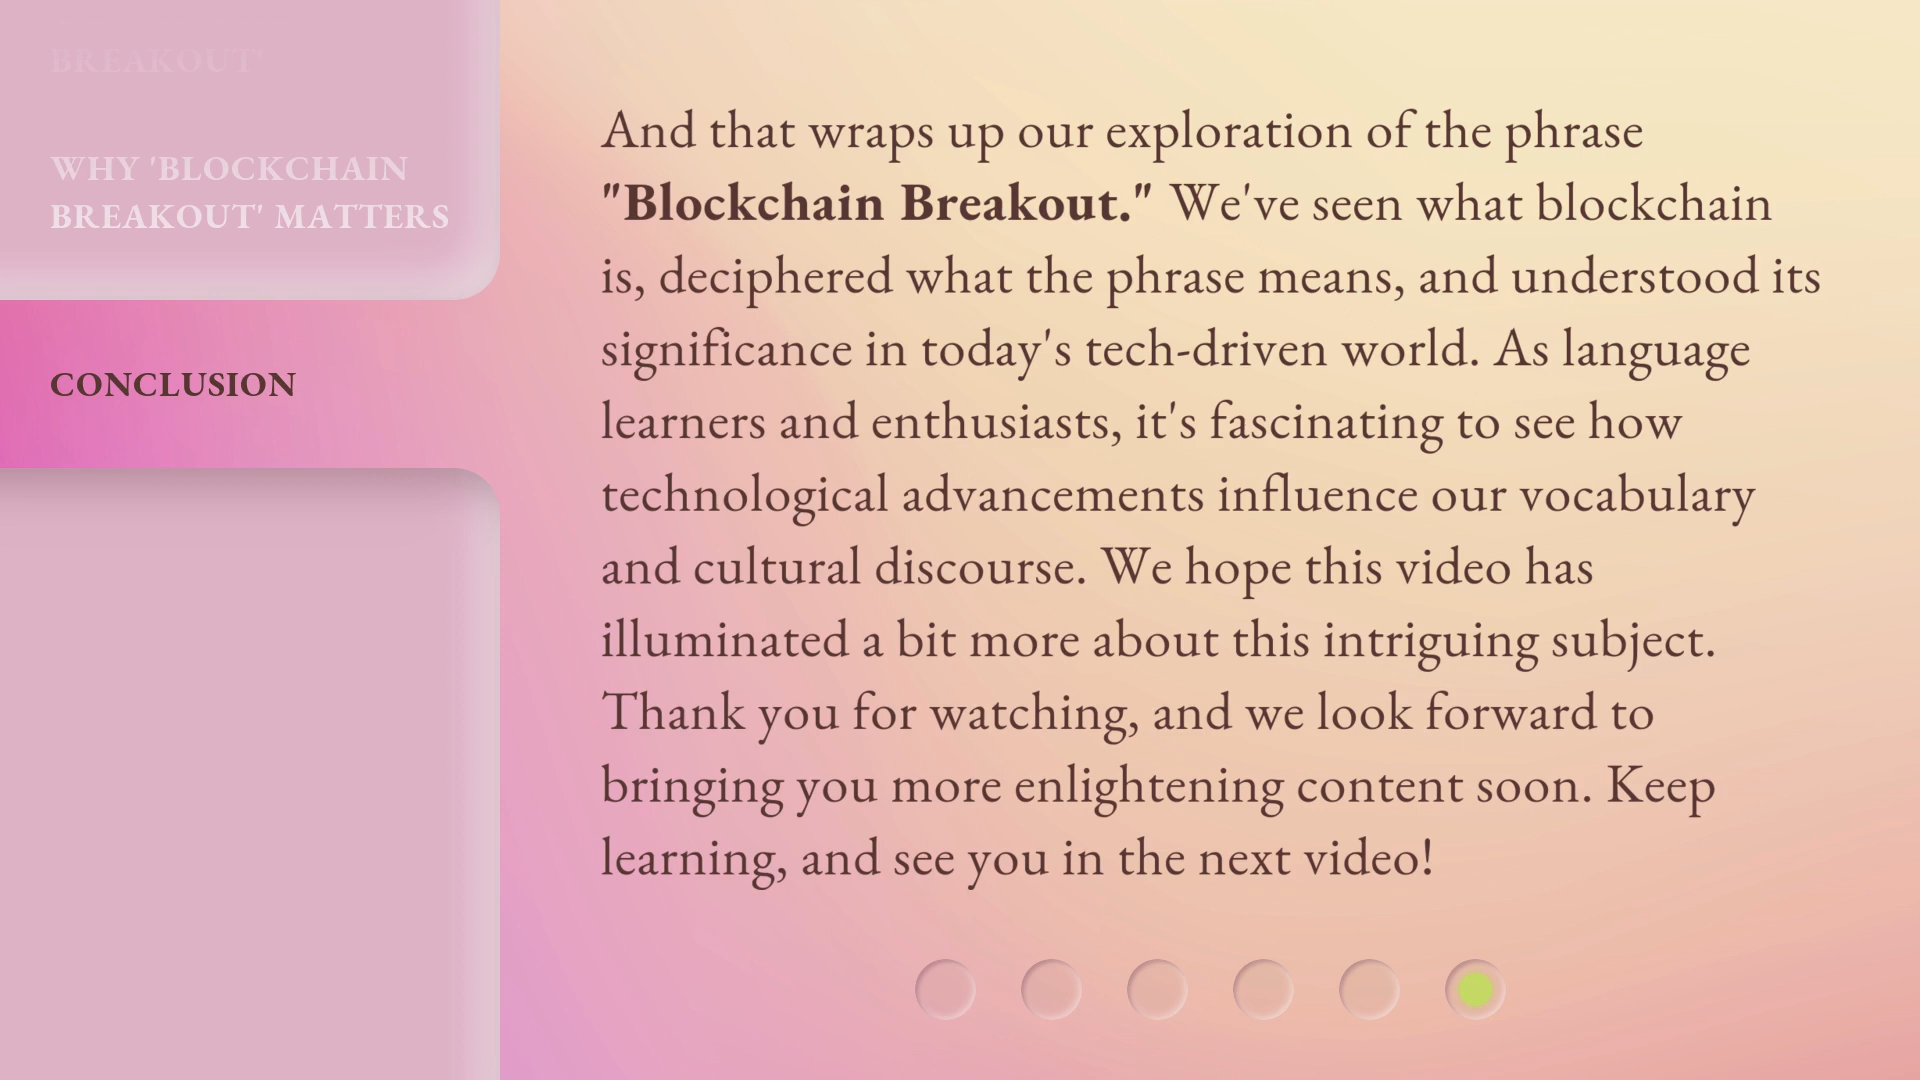 BREAKOUT'
WHY 'BLOCKCHAIN
BREAKOUT' MATTERS
CONCLUSION
And that wraps up our exploration of the phrase
"Blockchain Breakout." We've seen what blockchain
is, deciphered what the phrase means, and understood its
significance in today's tech-driven world. As language
learners and enthusiasts, it's fascinating to see how
technological advancements influence our vocabulary
and cultural discourse. We hope this video has
illuminated a bit more about this intriguing subject.
Thank you for watching, and we look forward to
bringing you more enlightening content soon. Keep
learning, and see you in the next video!